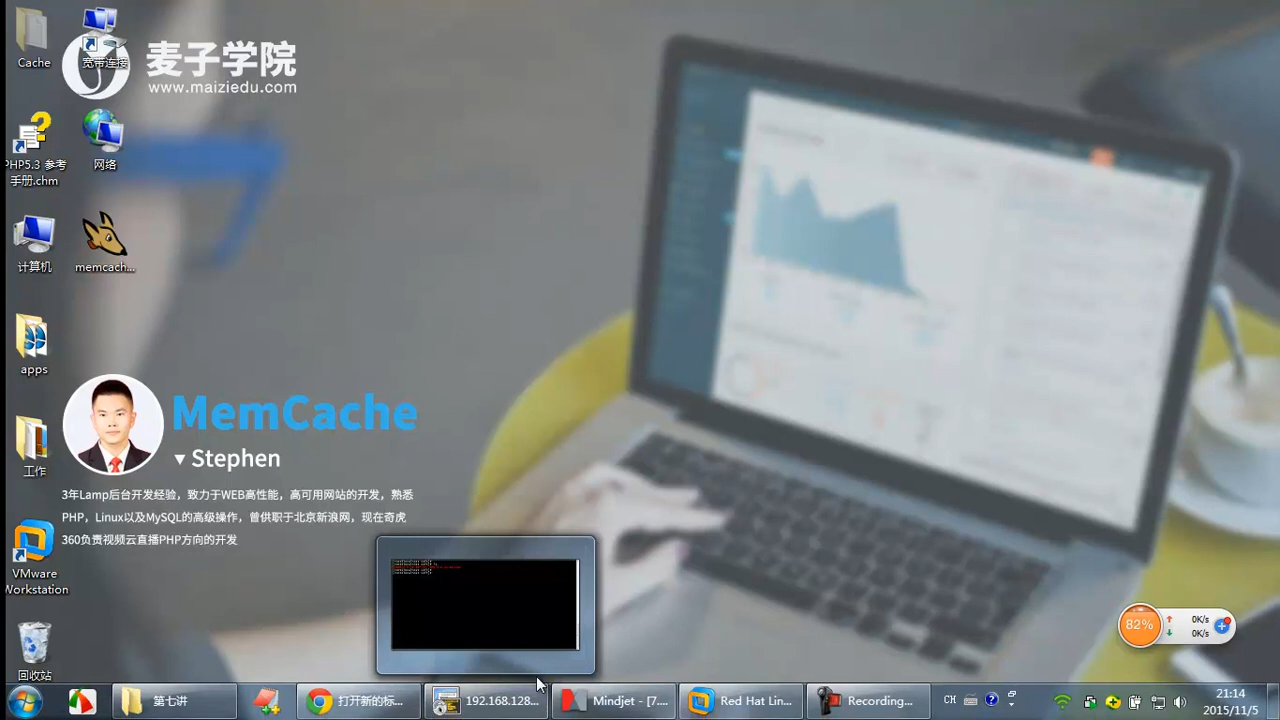 Cache
宽带连接
麦子学院
www.maiziedu.com
PHP5.3 参考
手册.chm
网络
计算机
memcach...
apps
MemCache
Stephen
工作
3年Lamp后台开发经验，致力于WEB高性能，高可用网站的开发，熟悉
PHP，Linux以及MySQL的高级操作，曾供职于北京新浪网，现在奇虎
360负责视频云直播PHP方向的开发
VMware
Workstation
82%
0K/s
0K/s
回收站
第七讲
打开新的标...
192.168.128...
Mindjet - [7....
Red Hat Lin...
Recording...
CH
21:14
2015/11/5